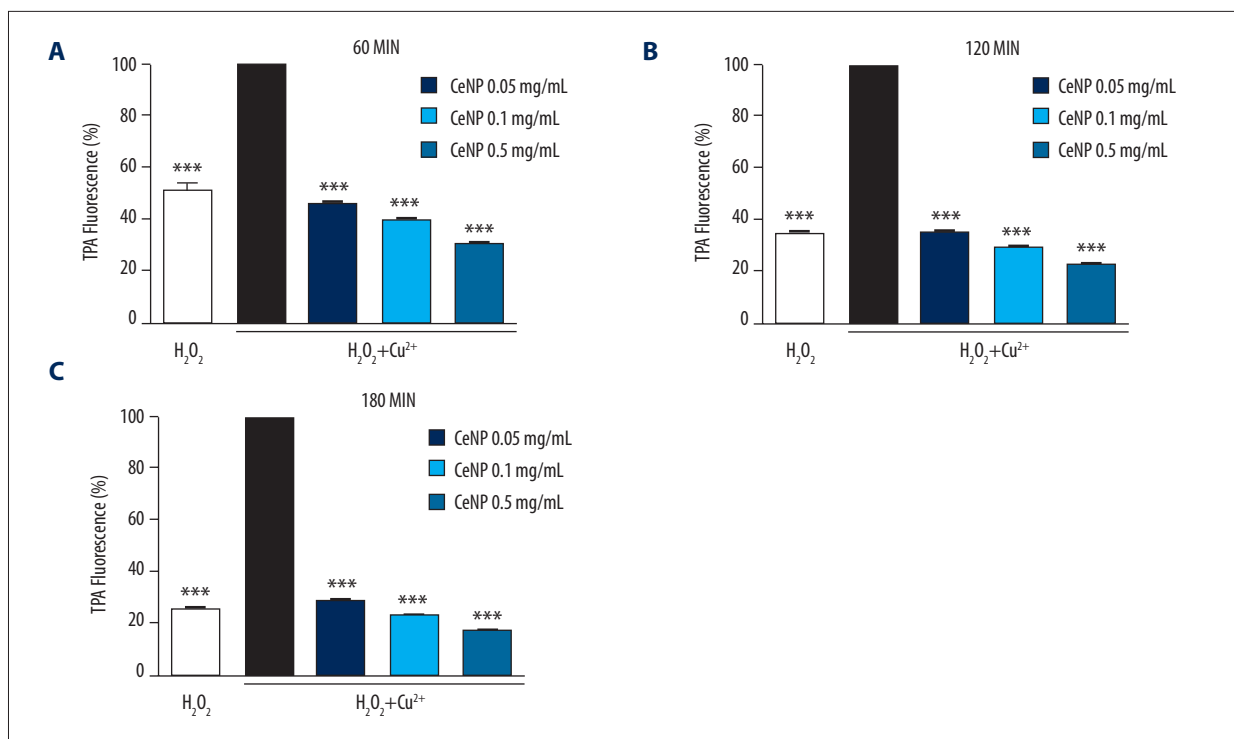 A
60 MIN
TPA Fluorescence (%)
100
80
60
40
20
0
***
***
***
***
CeNP 0.05 mg/mL
CeNP 0.1 mg/mL
CeNP 0.5 mg/mL
H₂O₂
H₂O₂+Cu²⁺
B
120 MIN
TPA Fluorescence (%)
100
80
60
40
20
0
***
***
***
***
CeNP 0.05 mg/mL
CeNP 0.1 mg/mL
CeNP 0.5 mg/mL
H₂O₂
H₂O₂+Cu²⁺
C
180 MIN
TPA Fluorescence (%)
100
80
60
40
20
0
***
***
***
***
CeNP 0.05 mg/mL
CeNP 0.1 mg/mL
CeNP 0.5 mg/mL
H₂O₂
H₂O₂+Cu²⁺